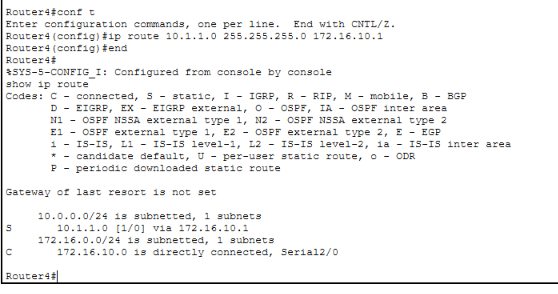 Router4#conf t
Enter configuration commands, one per line.  End with CNTL/Z.
Router4(config)#ip route 10.1.1.0 255.255.255.0 172.16.10.1
Router4(config)#end
Router4#
%SYS-5-CONFIG_I: Configured from console by console
show ip route
Codes: C - connected, S - static, I - IGRP, R - RIP, M - mobile, B - BGP
       D - EIGRP, EX - EIGRP external, O - OSPF, IA - OSPF inter area
       N1 - OSPF NSSA external type 1, N2 - OSPF NSSA external type 2
       E1 - OSPF external type 1, E2 - OSPF external type 2, E - EGP
       i - IS-IS, L1 - IS-IS level-1, L2 - IS-IS level-2, ia - IS-IS inter area
       * - candidate default, U - per-user static route, o - ODR
       P - periodic downloaded static route
Gateway of last resort is not set
     10.0.0.0/24 is subnetted, 1 subnets
S       10.1.1.0 [1/0] via 172.16.10.1
     172.16.0.0/24 is subnetted, 1 subnets
C       172.16.10.0 is directly connected, Serial2/0
Router4#